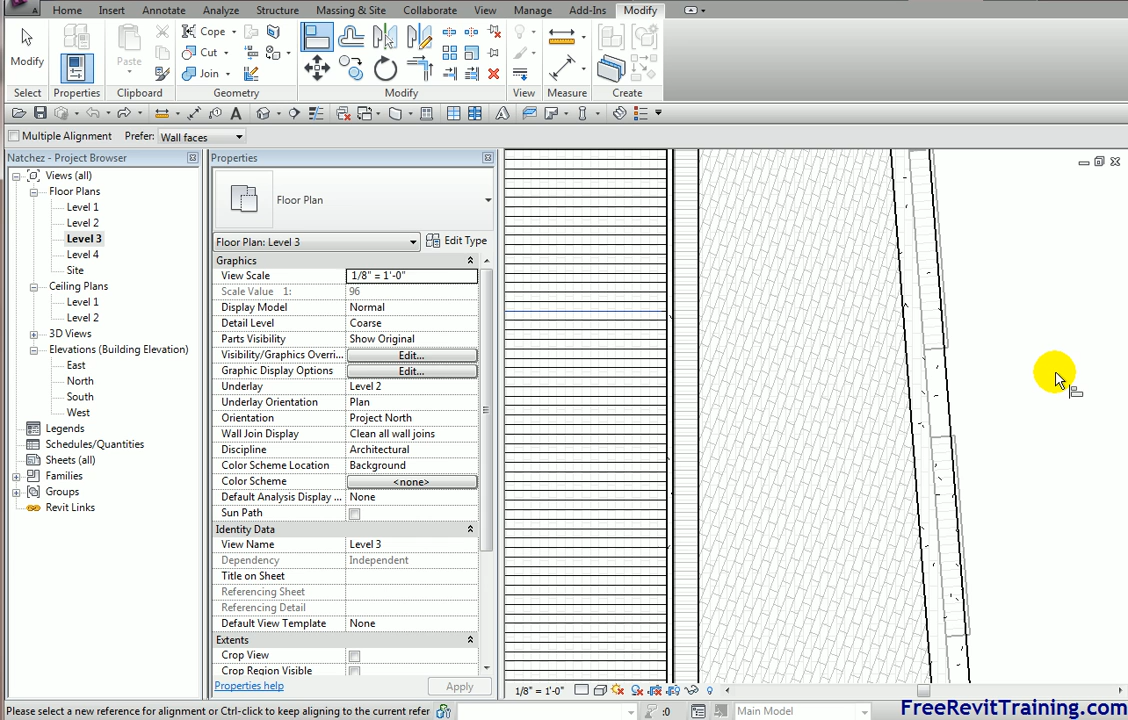 Home Insert Annotate Analyze Structure Massing & Site Collaborate View Manage Add-Ins Modify
Modify
Paste
Cope
Cut
Join
Select Properties Clipboard Geometry Modify View Measure Create
A
Multiple Alignment Prefer: Wall faces
Natchez - Project Browser
Views (all)
Floor Plans
Level 1
Level 2
Level 3
Level 4
Site
Ceiling Plans
Level 1
Level 2
3D Views
Elevations (Building Elevation)
East
North
South
West
Legends
Schedules/Quantities
Sheets (all)
Families
Groups
Revit Links
Properties
Floor Plan
Floor Plan: Level 3 Edit Type
Graphics
View Scale 1/8" = 1'-0"
Scale Value 1: 96
Display Model Normal
Detail Level Coarse
Parts Visibility Show Original
Visibility/Graphics Overri... Edit...
Graphic Display Options Edit...
Underlay Level 2
Underlay Orientation Plan
Orientation Project North
Wall Join Display Clean all wall joins
Discipline Architectural
Color Scheme Location Background
Color Scheme <none>
Default Analysis Display ... None
Sun Path
Identity Data
View Name Level 3
Dependency Independent
Title on Sheet
Referencing Sheet
Referencing Detail
Default View Template None
Extents
Crop View
Crop Region Visible
Properties help Apply
1/8" = 1'-0"
Please select a new reference for alignment or Ctrl-click to keep aligning to the current refer
:0 Main Model
FreeRevitTraining.com